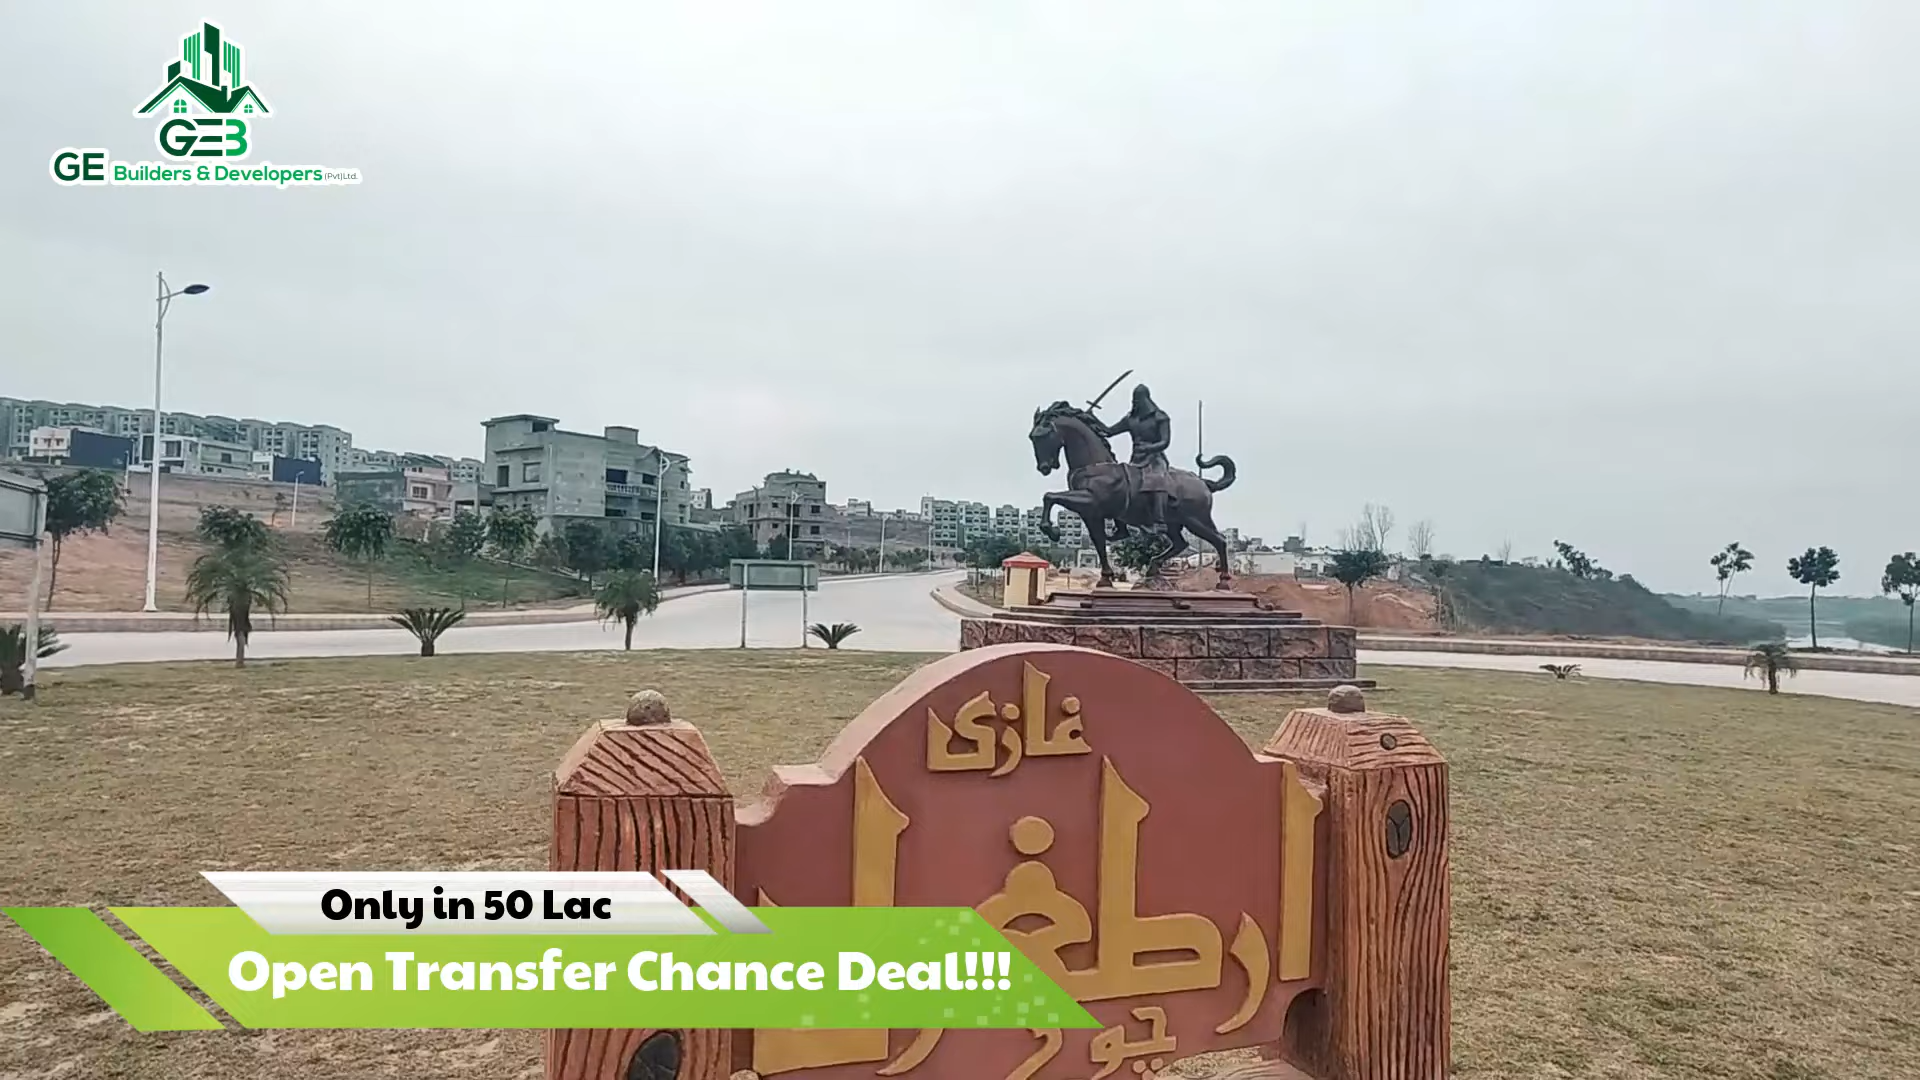 GEB
GE Builders & Developers (Pvt)Ltd.
غازی
ارطغرل
چوک
Only in 50 Lac
Open Transfer Chance Deal!!!